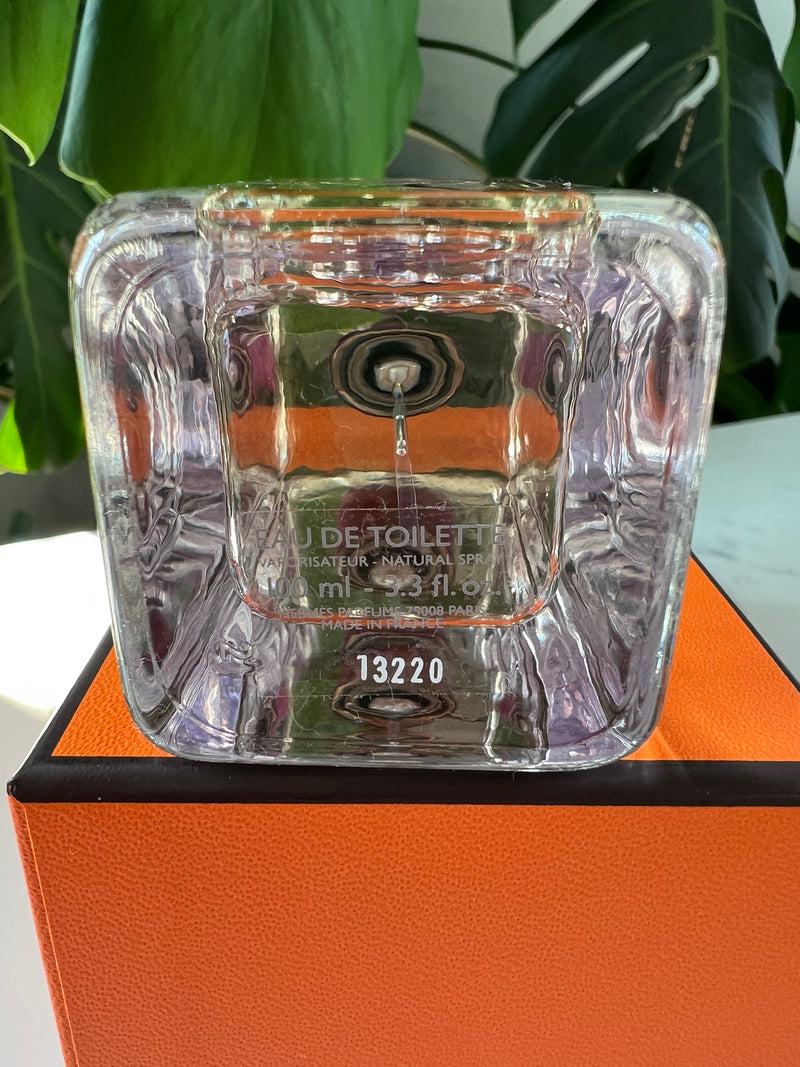 EAU DE TOILETTE
VAPORISATEUR - NATURAL SPRAY
100 ml - 3.3 fl. oz.
HERMÈS PARFUMS 75008 PARIS
MADE IN FRANCE
13220